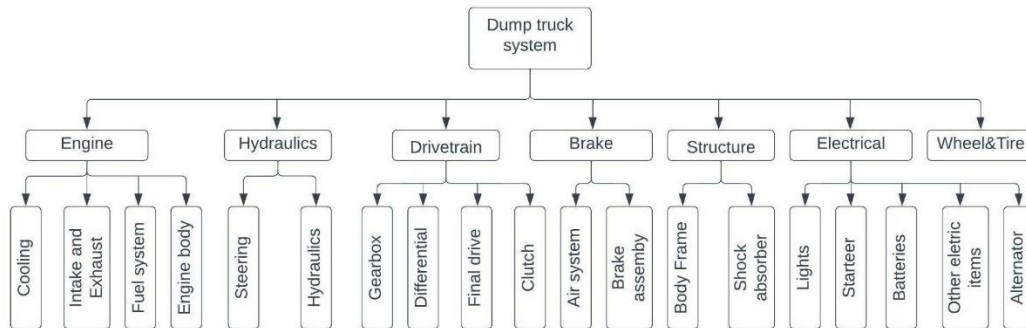 Dump truck
system
Engine
Hydraulics
Drivetrain
Brake
Structure
Electrical
Wheel&Tire
Cooling
Intake and
Exhaust
Fuel system
Engine body
Steering
Hydraulics
Gearbox
Differential
Final drive
Clutch
Air system
Brake
assemby
Body Frame
Shock
absorber
Lights
Starteer
Batteries
Other eletric
items
Alternator